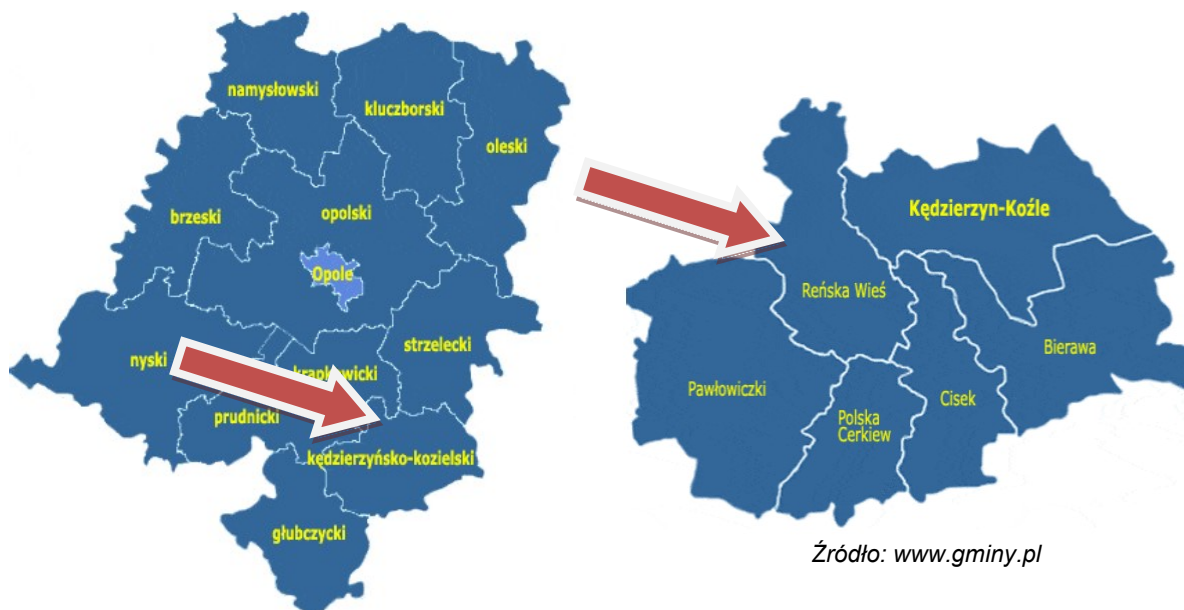 namysłowski
kluczborski
oleski
brzeski
opolski
Opole
strzelecki
nyski
krapkowicki
prudnicki
kędzierzyńsko-kozielski
głubczycki
Kędzierzyn-Koźle
Reńska Wieś
Bierawa
Pawłowiczki
Cisek
Polska
Cerkiew
Źródło: www.gminy.pl